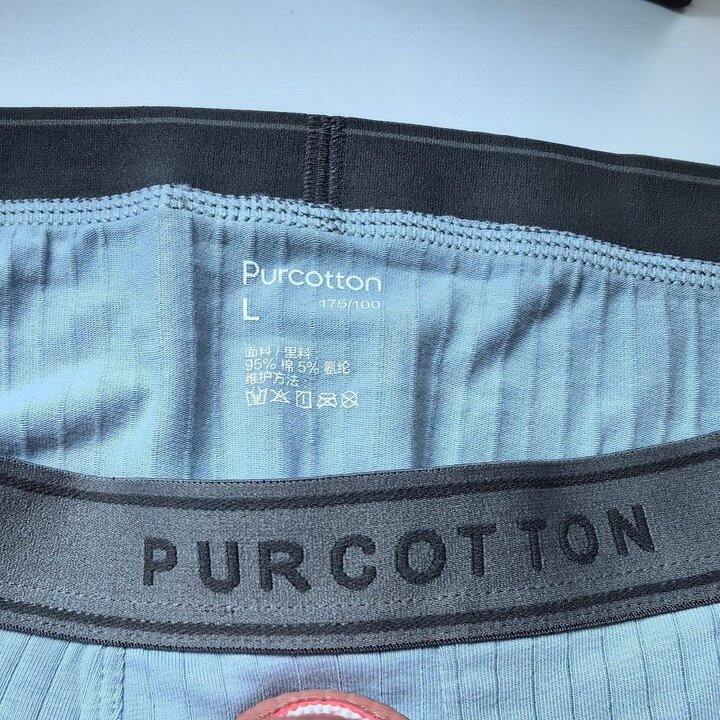 Purcotton
L 175/100
面料 / 里料：
95% 棉 5% 氨纶
维护方法：
PURCOTTON